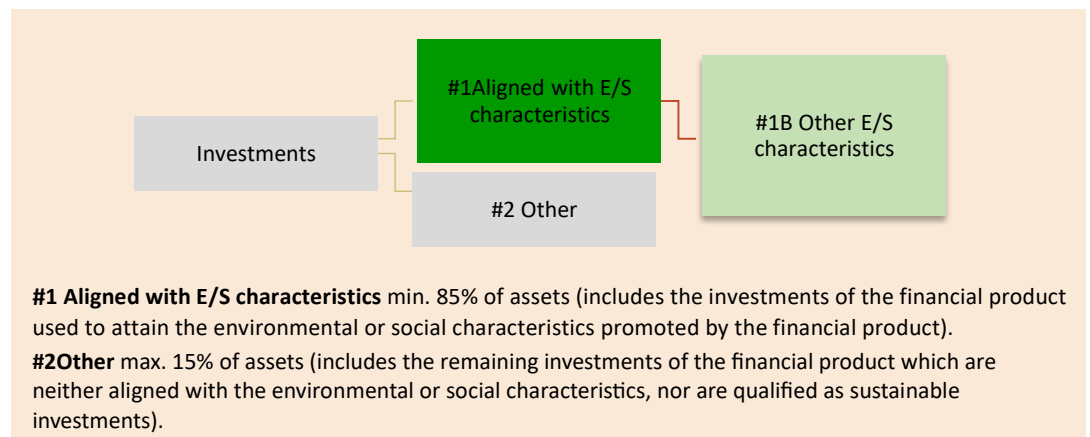 #1Aligned with E/S
characteristics
#1B Other E/S
characteristics
Investments
#2 Other
#1 Aligned with E/S characteristics min. 85% of assets (includes the investments of the financial product
used to attain the environmental or social characteristics promoted by the financial product).
#2Other max. 15% of assets (includes the remaining investments of the financial product which are
neither aligned with the environmental or social characteristics, nor are qualified as sustainable
investments).